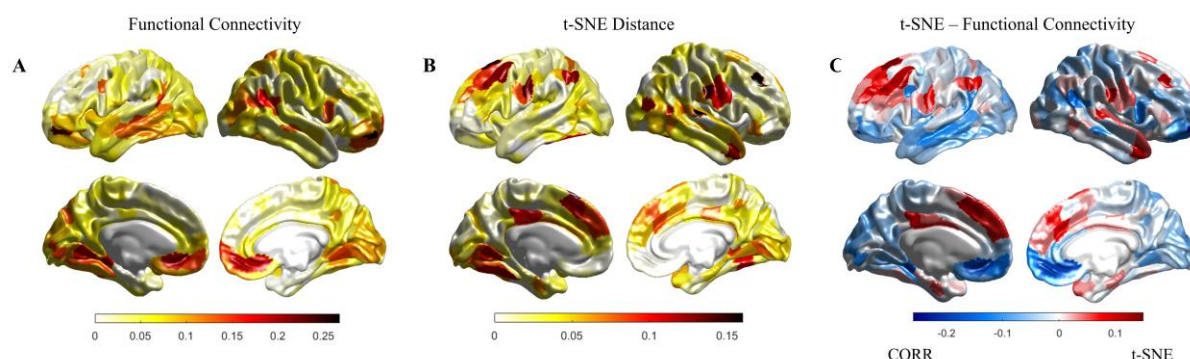 Functional Connectivity
t-SNE Distance
t-SNE – Functional Connectivity
A
B
C
0 0.05 0.1 0.15 0.2 0.25
0 0.05 0.1 0.15
-0.2 -0.1 0 0.1
CORR t-SNE